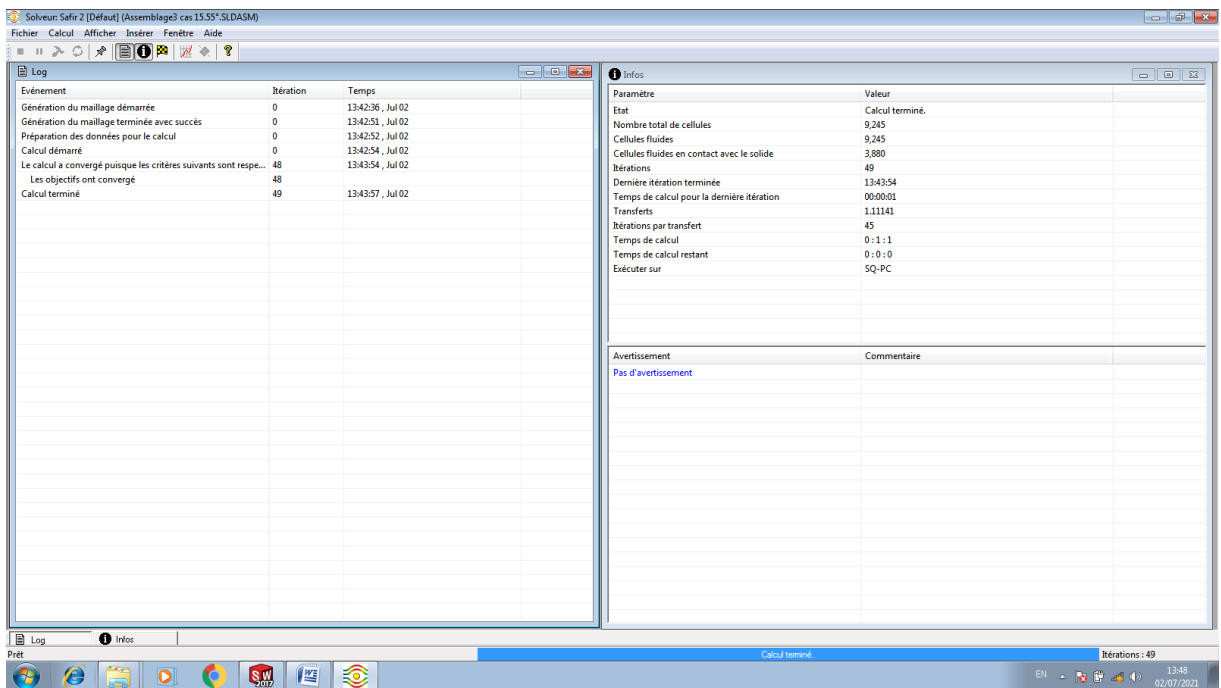 Solveur: Safir 2 [Défaut] (Assemblage3 cas 15.55°.SLDASM)
Fichier Calcul Afficher Insérer Fenêtre Aide
Log
Evénement Itération Temps
Génération du maillage démarrée 0 13:42:36 , Jul 02
Génération du maillage terminée avec succès 0 13:42:51 , Jul 02
Préparation des données pour le calcul 0 13:42:52 , Jul 02
Calcul démarré 0 13:42:54 , Jul 02
Le calcul a convergé puisque les critères suivants sont respe... 48 13:43:54 , Jul 02
Les objectifs ont convergé 48
Calcul terminé 49 13:43:57 , Jul 02
Infos
Paramètre Valeur
Etat Calcul terminé.
Nombre total de cellules 9,245
Cellules fluides 9,245
Cellules fluides en contact avec le solide 3,880
Itérations 49
Dernière itération terminée 13:43:54
Temps de calcul pour la dernière itération 00:00:01
Transferts 1.11141
Itérations par transfert 45
Temps de calcul 0 : 1 : 1
Temps de calcul restant 0 : 0 : 0
Exécuter sur SQ-PC
Avertissement Commentaire
Pas d'avertissement
Log Infos
Prêt Calcul terminé. Itérations : 49
SW 2017
EN 13:48
02/07/2021